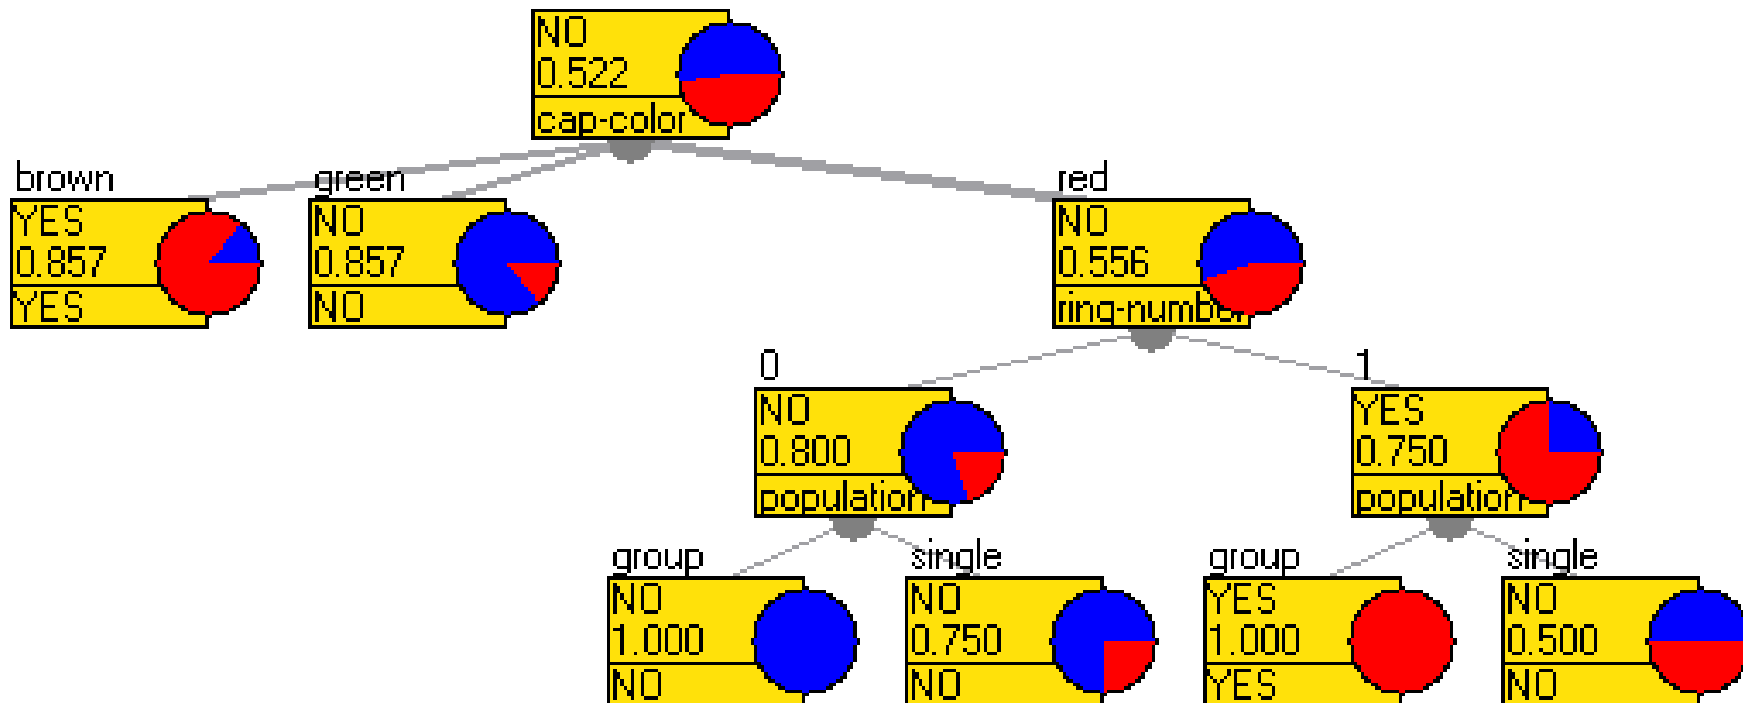 NO
0.522
cap-color
brown
YES
0.857
YES
green
NO
0.857
NO
red
NO
0.556
ring-number
0
NO
0.800
population
1
YES
0.750
population
group
NO
1.000
NO
single
NO
0.750
NO
group
YES
1.000
YES
single
NO
0.500
NO